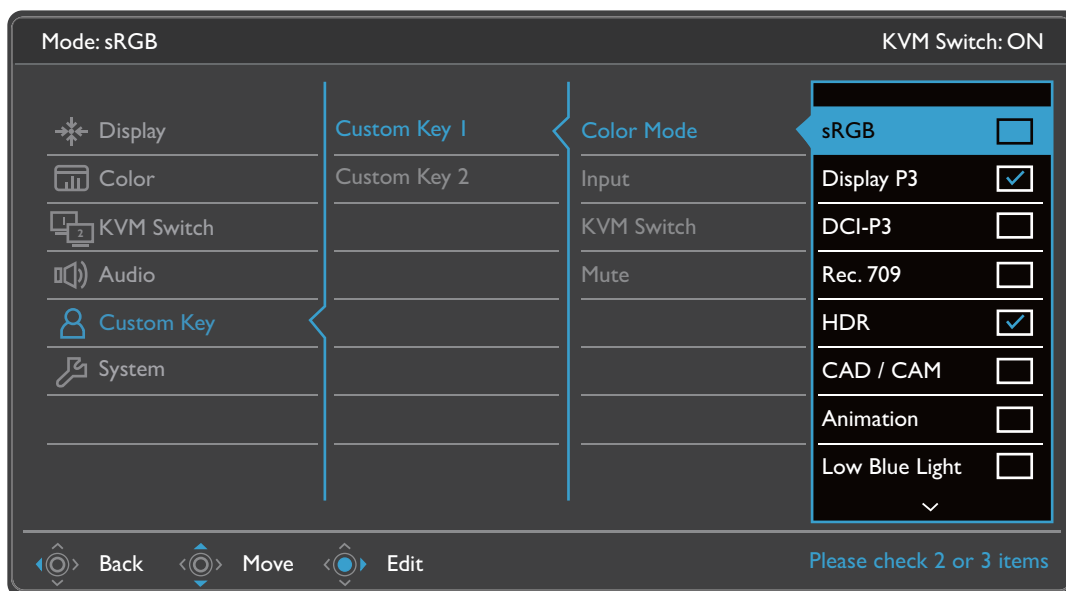 Mode: sRGB
KVM Switch: ON
Display
Color
1
2
KVM Switch
Audio
Custom Key
System
Custom Key 1
Custom Key 2
Color Mode
Input
KVM Switch
Mute
sRGB
Display P3
DCI-P3
Rec. 709
HDR
CAD / CAM
Animation
Low Blue Light
Back
Move
Edit
Please check 2 or 3 items